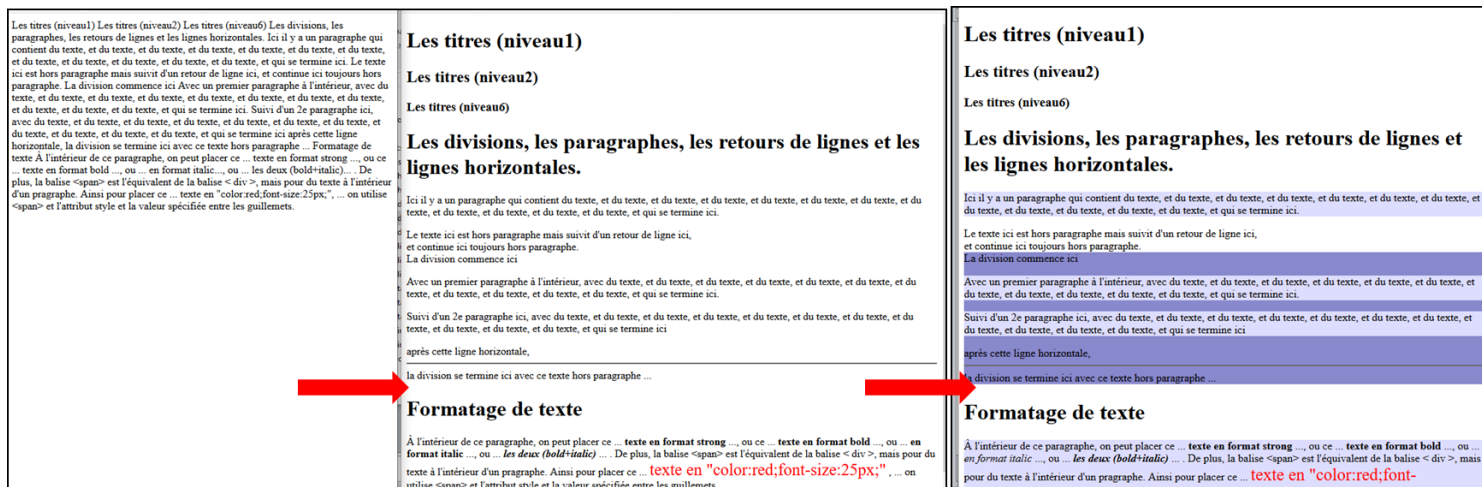 Les titres (niveau1) Les titres (niveau2) Les titres (niveau6) Les divisions, les
paragraphes, les retours de lignes et les lignes horizontales. Ici il y a un paragraphe qui
contient du texte, et du texte, et du texte, et du texte, et du texte, et du texte, et du texte,
et du texte, et du texte, et du texte, et du texte, et du texte, et qui se termine ici. Le texte
ici est hors paragraphe mais suivit d'un retour de ligne ici, et continue ici toujours hors
paragraphe. La division commence ici Avec un premier paragraphe à l'intérieur, avec du
texte, et du texte, et du texte, et du texte, et du texte, et du texte, et du texte, et du texte,
et du texte, et du texte, et du texte, et qui se termine ici. Suivi d'un 2e paragraphe ici,
avec du texte, et du texte, et du texte, et du texte, et du texte, et du texte, et du texte, et
du texte, et du texte, et du texte, et du texte, et qui se termine ici après cette ligne
horizontale, la division se termine ici avec ce texte hors paragraphe ... Formatage de
texte À l'intérieur de ce paragraphe, on peut placer ce ... texte en format strong ..., ou ce
... texte en format bold ..., ou ... en format italic..., ou ... les deux (bold+italic)... . De
plus, la balise <span> est l'équivalent de la balise < div >, mais pour du texte à l'intérieur
d'un pragraphe. Ainsi pour placer ce ... texte en "color:red;font-size:25px;", ... on utilise
<span> et l'attribut style et la valeur spécifiée entre les guillemets.
Les titres (niveau1)
Les titres (niveau2)
Les titres (niveau6)
Les divisions, les paragraphes, les retours de lignes et les
lignes horizontales.
Ici il y a un paragraphe qui contient du texte, et du texte, et du texte, et du texte, et du texte, et du texte, et du texte, et du
texte, et du texte, et du texte, et du texte, et du texte, et qui se termine ici.
Le texte ici est hors paragraphe mais suivit d'un retour de ligne ici,
et continue ici toujours hors paragraphe.
La division commence ici
Avec un premier paragraphe à l'intérieur, avec du texte, et du texte, et du texte, et du texte, et du texte, et du texte, et du
texte, et du texte, et du texte, et du texte, et du texte, et qui se termine ici.
Suivi d'un 2e paragraphe ici, avec du texte, et du texte, et du texte, et du texte, et du texte, et du texte, et du texte, et du
texte, et du texte, et du texte, et du texte, et qui se termine ici
après cette ligne horizontale,
la division se termine ici avec ce texte hors paragraphe ...
Formatage de texte
À l'intérieur de ce paragraphe, on peut placer ce ... texte en format strong ..., ou ce ... texte en format bold ..., ou ... en
format italic ..., ou ... les deux (bold+italic) ... . De plus, la balise <span> est l'équivalent de la balise < div >, mais pour du
texte à l'intérieur d'un pragraphe. Ainsi pour placer ce ... texte en "color:red;font-size:25px;" , ... on
utilise <span> et l'attribut style et la valeur spécifiée entre les guillemets.
Les titres (niveau1)
Les titres (niveau2)
Les titres (niveau6)
Les divisions, les paragraphes, les retours de lignes et
les lignes horizontales.
Ici il y a un paragraphe qui contient du texte, et du texte, et du texte, et du texte, et du texte, et du texte, et du texte, et
du texte, et du texte, et du texte, et du texte, et du texte, et qui se termine ici.
Le texte ici est hors paragraphe mais suivit d'un retour de ligne ici,
et continue ici toujours hors paragraphe.
La division commence ici
Avec un premier paragraphe à l'intérieur, avec du texte, et du texte, et du texte, et du texte, et du texte, et du texte, et
du texte, et du texte, et du texte, et du texte, et du texte, et qui se termine ici.
Suivi d'un 2e paragraphe ici, avec du texte, et du texte, et du texte, et du texte, et du texte, et du texte, et du texte, et
du texte, et du texte, et du texte, et du texte, et qui se termine ici
après cette ligne horizontale,
la division se termine ici avec ce texte hors paragraphe ...
Formatage de texte
À l'intérieur de ce paragraphe, on peut placer ce ... texte en format strong ..., ou ce ... texte en format bold ..., ou ...
en format italic ..., ou ... les deux (bold+italic) ... . De plus, la balise <span> est l'équivalent de la balise < div >, mais
pour du texte à l'intérieur d'un pragraphe. Ainsi pour placer ce ... texte en "color:red;font-